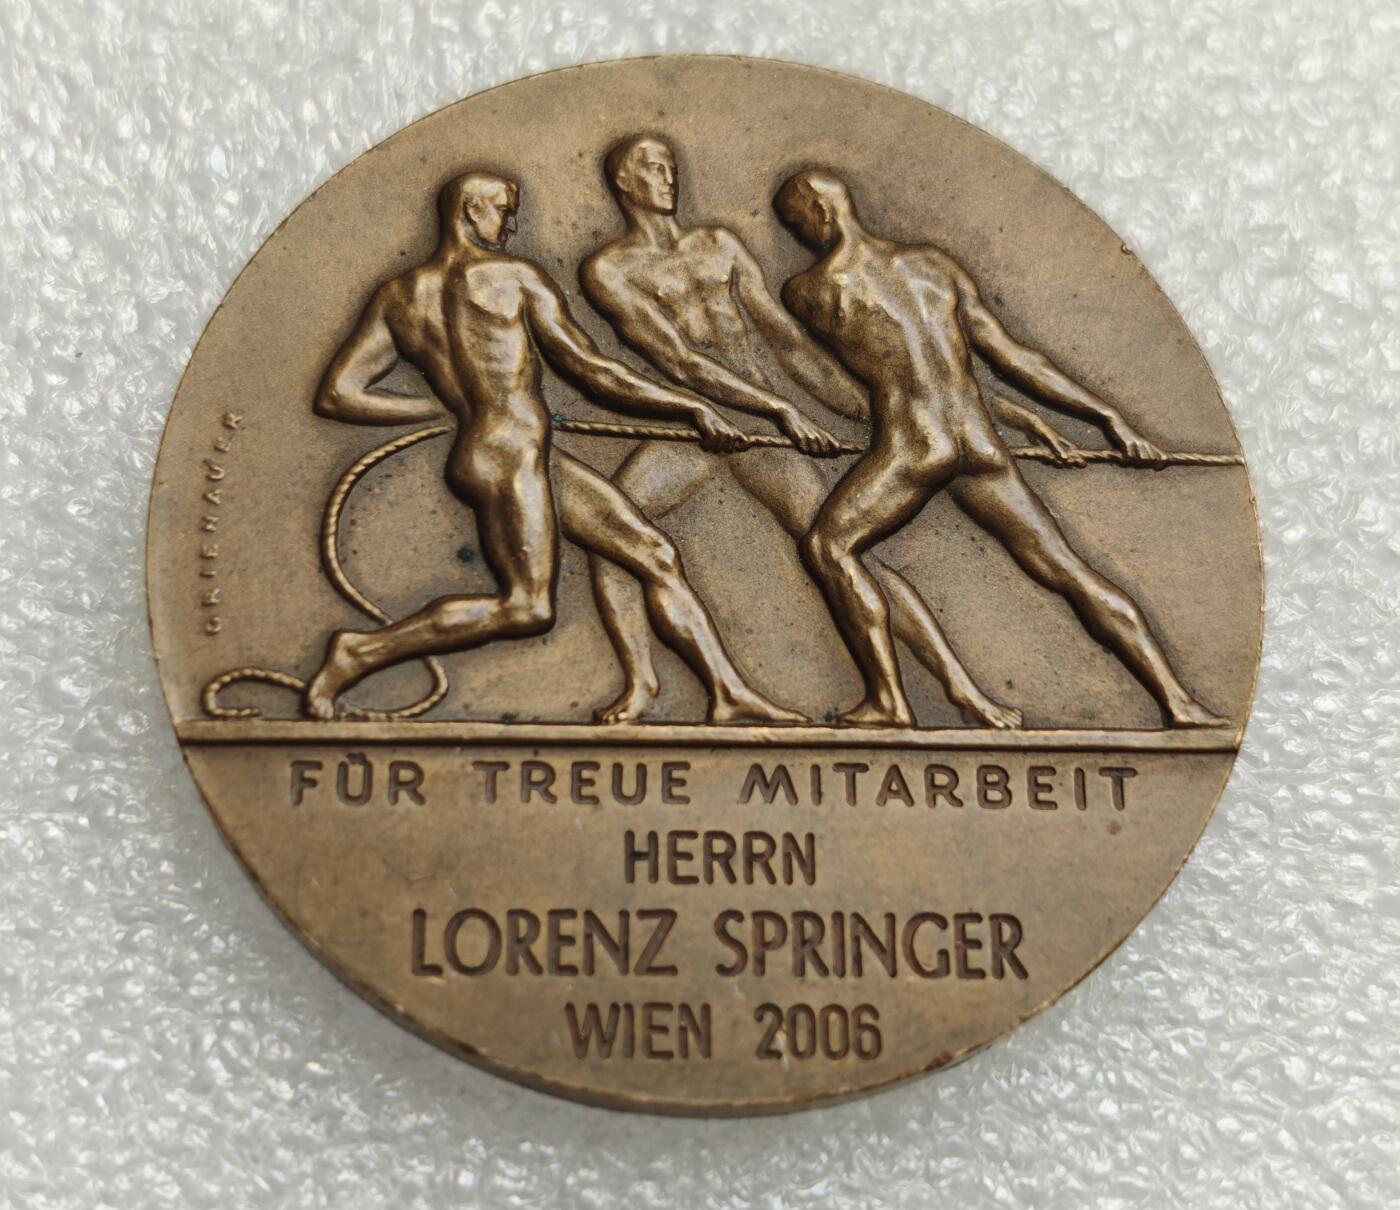 GRIENAUER
FÜR TREUE MITARBEIT
HERRN
LORENZ SPRINGER
WIEN 2006